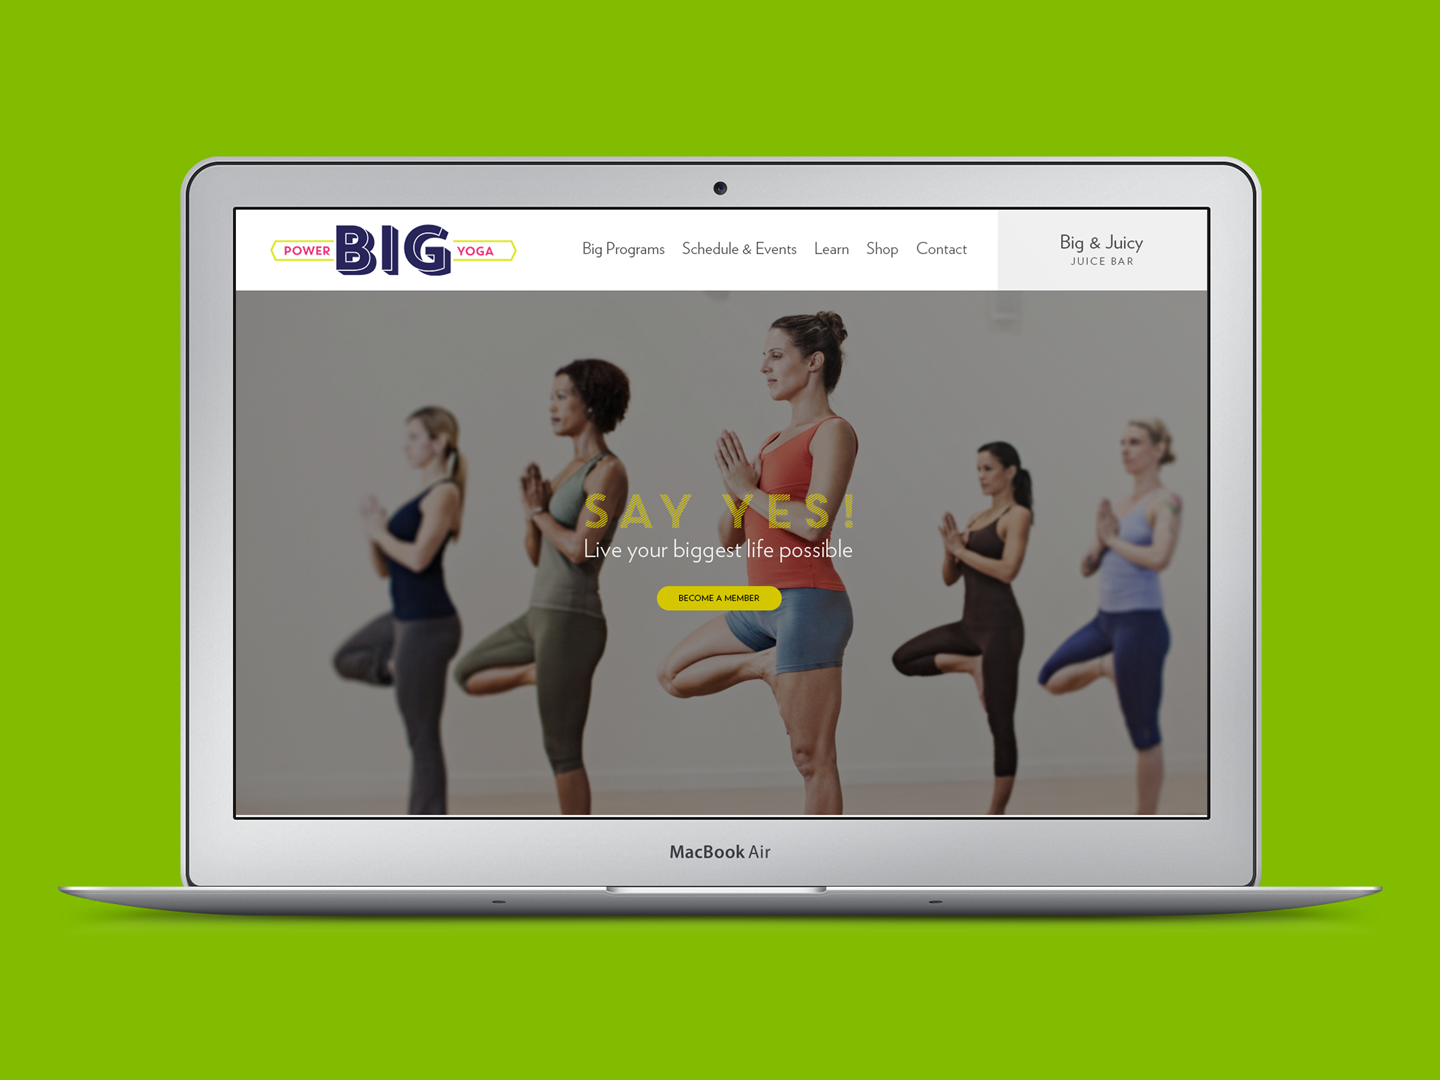 POWER BIG YOGA
Big Programs Schedule & Events Learn Shop Contact
Big & Juicy
JUICE BAR
SAY YES!
Live your biggest life possible
BECOME A MEMBER
MacBook Air